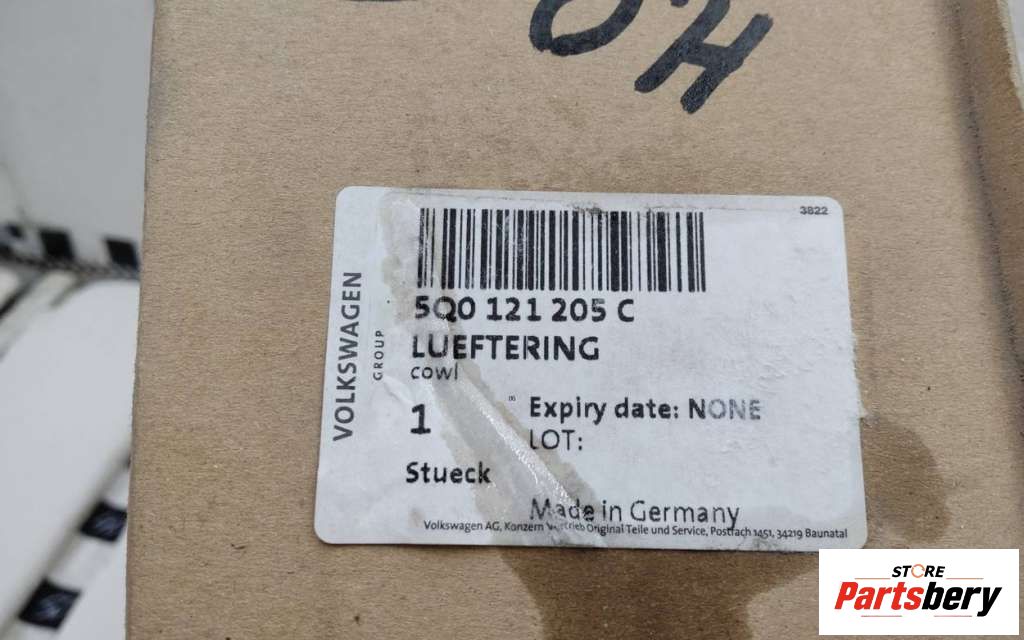 OH
3822
VOLKSWAGEN
GROUP
5Q0 121 205 C
LUEFTERING
cowl
1
Expiry date: NONE
LOT:
Stueck
Made in Germany
Volkswagen AG, Konzern Vertrieb Original Teile und Service, Postfach 1451, 34219 Baunatal
STORE
Partsbery